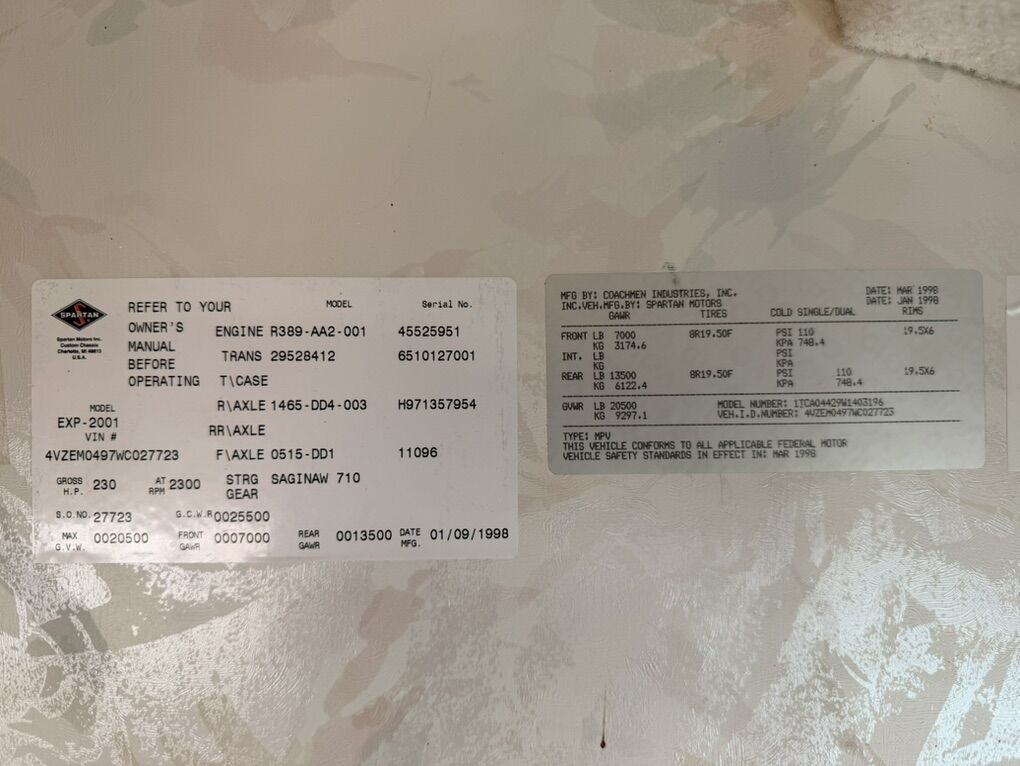 SPARTAN
Spartan Motors Inc.
Custom Chassis
Charlotte, MI 48813
U.S.A.
REFER TO YOUR
OWNER'S
MANUAL
BEFORE
OPERATING
MODEL Serial No.
ENGINE R389-AA2-001 45525951
TRANS 29528412 6510127001
T\CASE
R\AXLE 1465-DD4-003 H971357954
RR\AXLE
F\AXLE 0515-DD1 11096
STRG GEAR SAGINAW 710
MODEL
EXP-2001
VIN #
4VZEM0497WC027723
GROSS H.P. 230 AT RPM 2300
S.O.NO. 27723 G.C.W.R 0025500
MAX G.V.W. 0020500 FRONT GAWR 0007000 REAR GAWR 0013500 DATE MFG. 01/09/1998
MFG BY: COACHMEN INDUSTRIES, INC. DATE: MAR 1998
INC.VEH.MFG.BY: SPARTAN MOTORS DATE: JAN 1998
GAWR TIRES COLD SINGLE/DUAL RIMS
FRONT LB 7000 8R19.50F PSI 110 19.5X6
KG 3174.6 KPA 748.4
INT. LB PSI
KG KPA
REAR LB 13500 8R19.50F PSI 110 19.5X6
KG 6122.4 KPA 748.4
GVWR LB 20500 MODEL NUMBER: 1TCA04429W1403196
KG 9297.1 VEH.I.D.NUMBER: 4VZEM0497WC027723
TYPE: MPV
THIS VEHICLE CONFORMS TO ALL APPLICABLE FEDERAL MOTOR
VEHICLE SAFETY STANDARDS IN EFFECT IN: MAR 1998